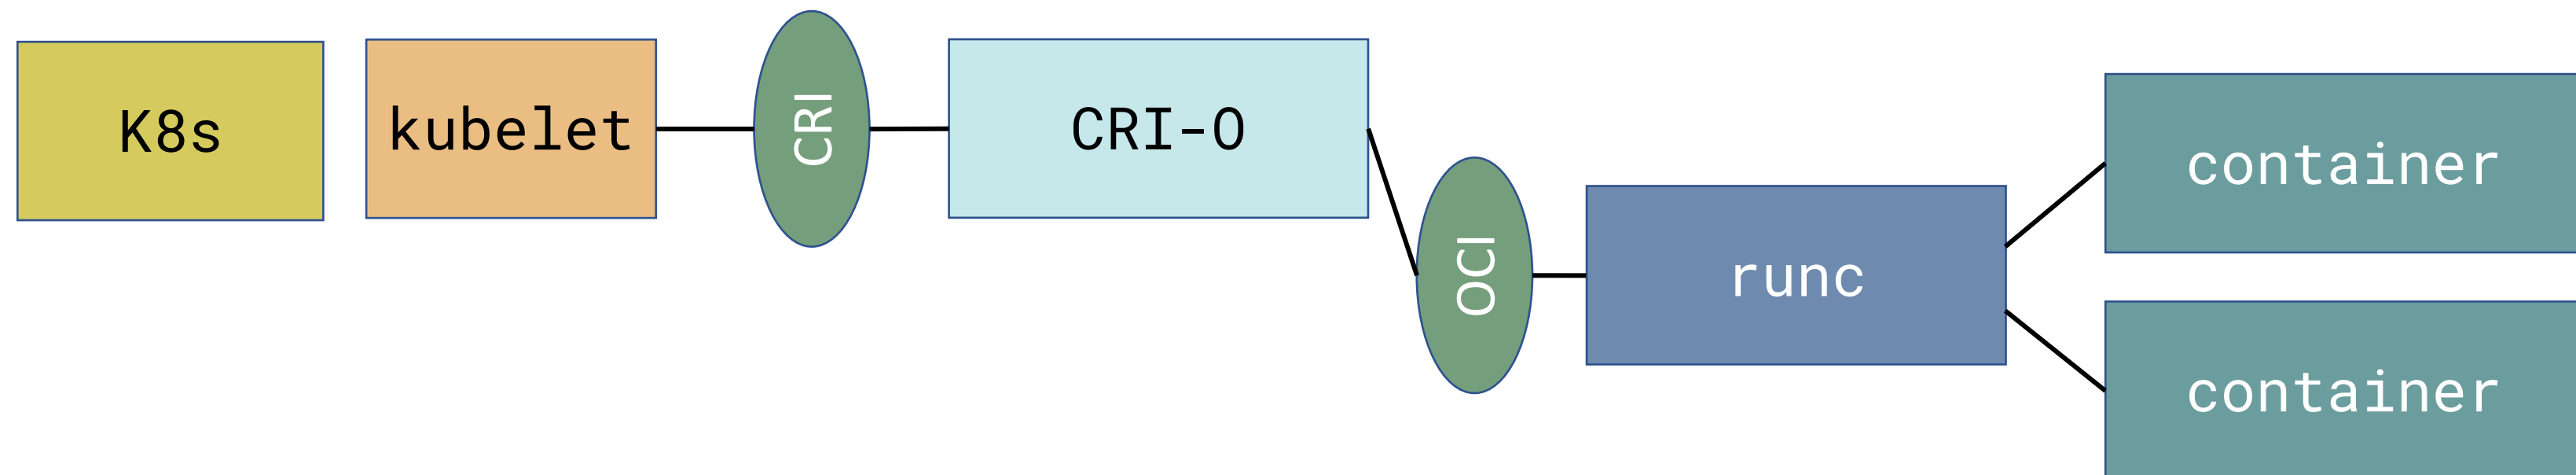 K8s
kubelet
CRI
CRI-O
OCI
runc
container
container